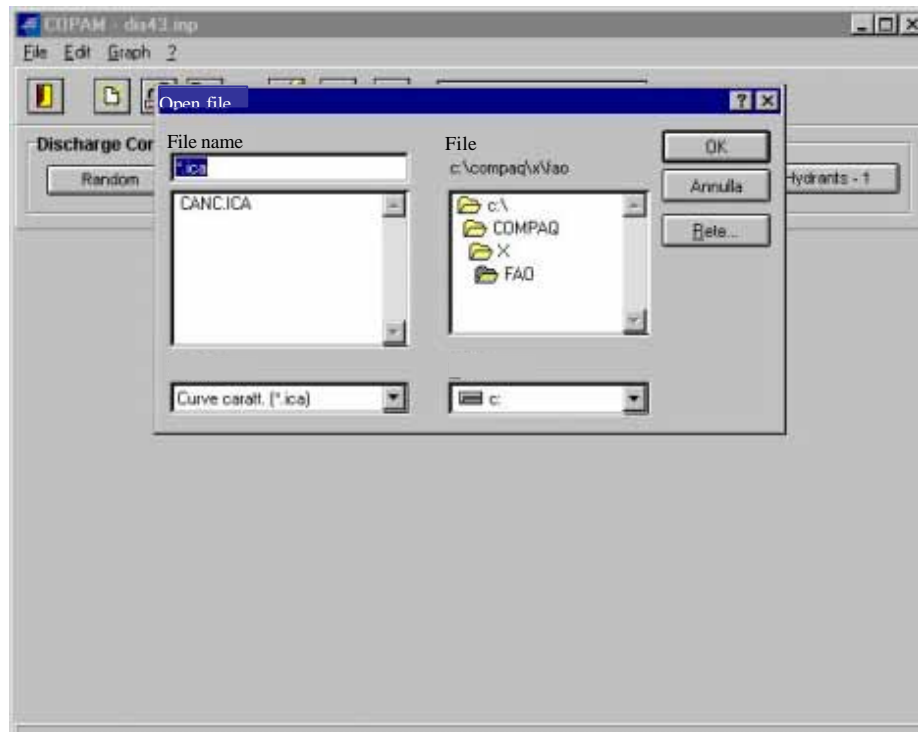 COPAM - dis43.inp
File Edit Graph ?
Open file
Discharge Cor
File name
File
OK
*.ica
c:\compaq\x\fao
Random
Annulla
Hydrants - 1
CANC.ICA
c:\
COMPAQ
Rete...
X
FAO
Curve caratt. (*.ica)
c: